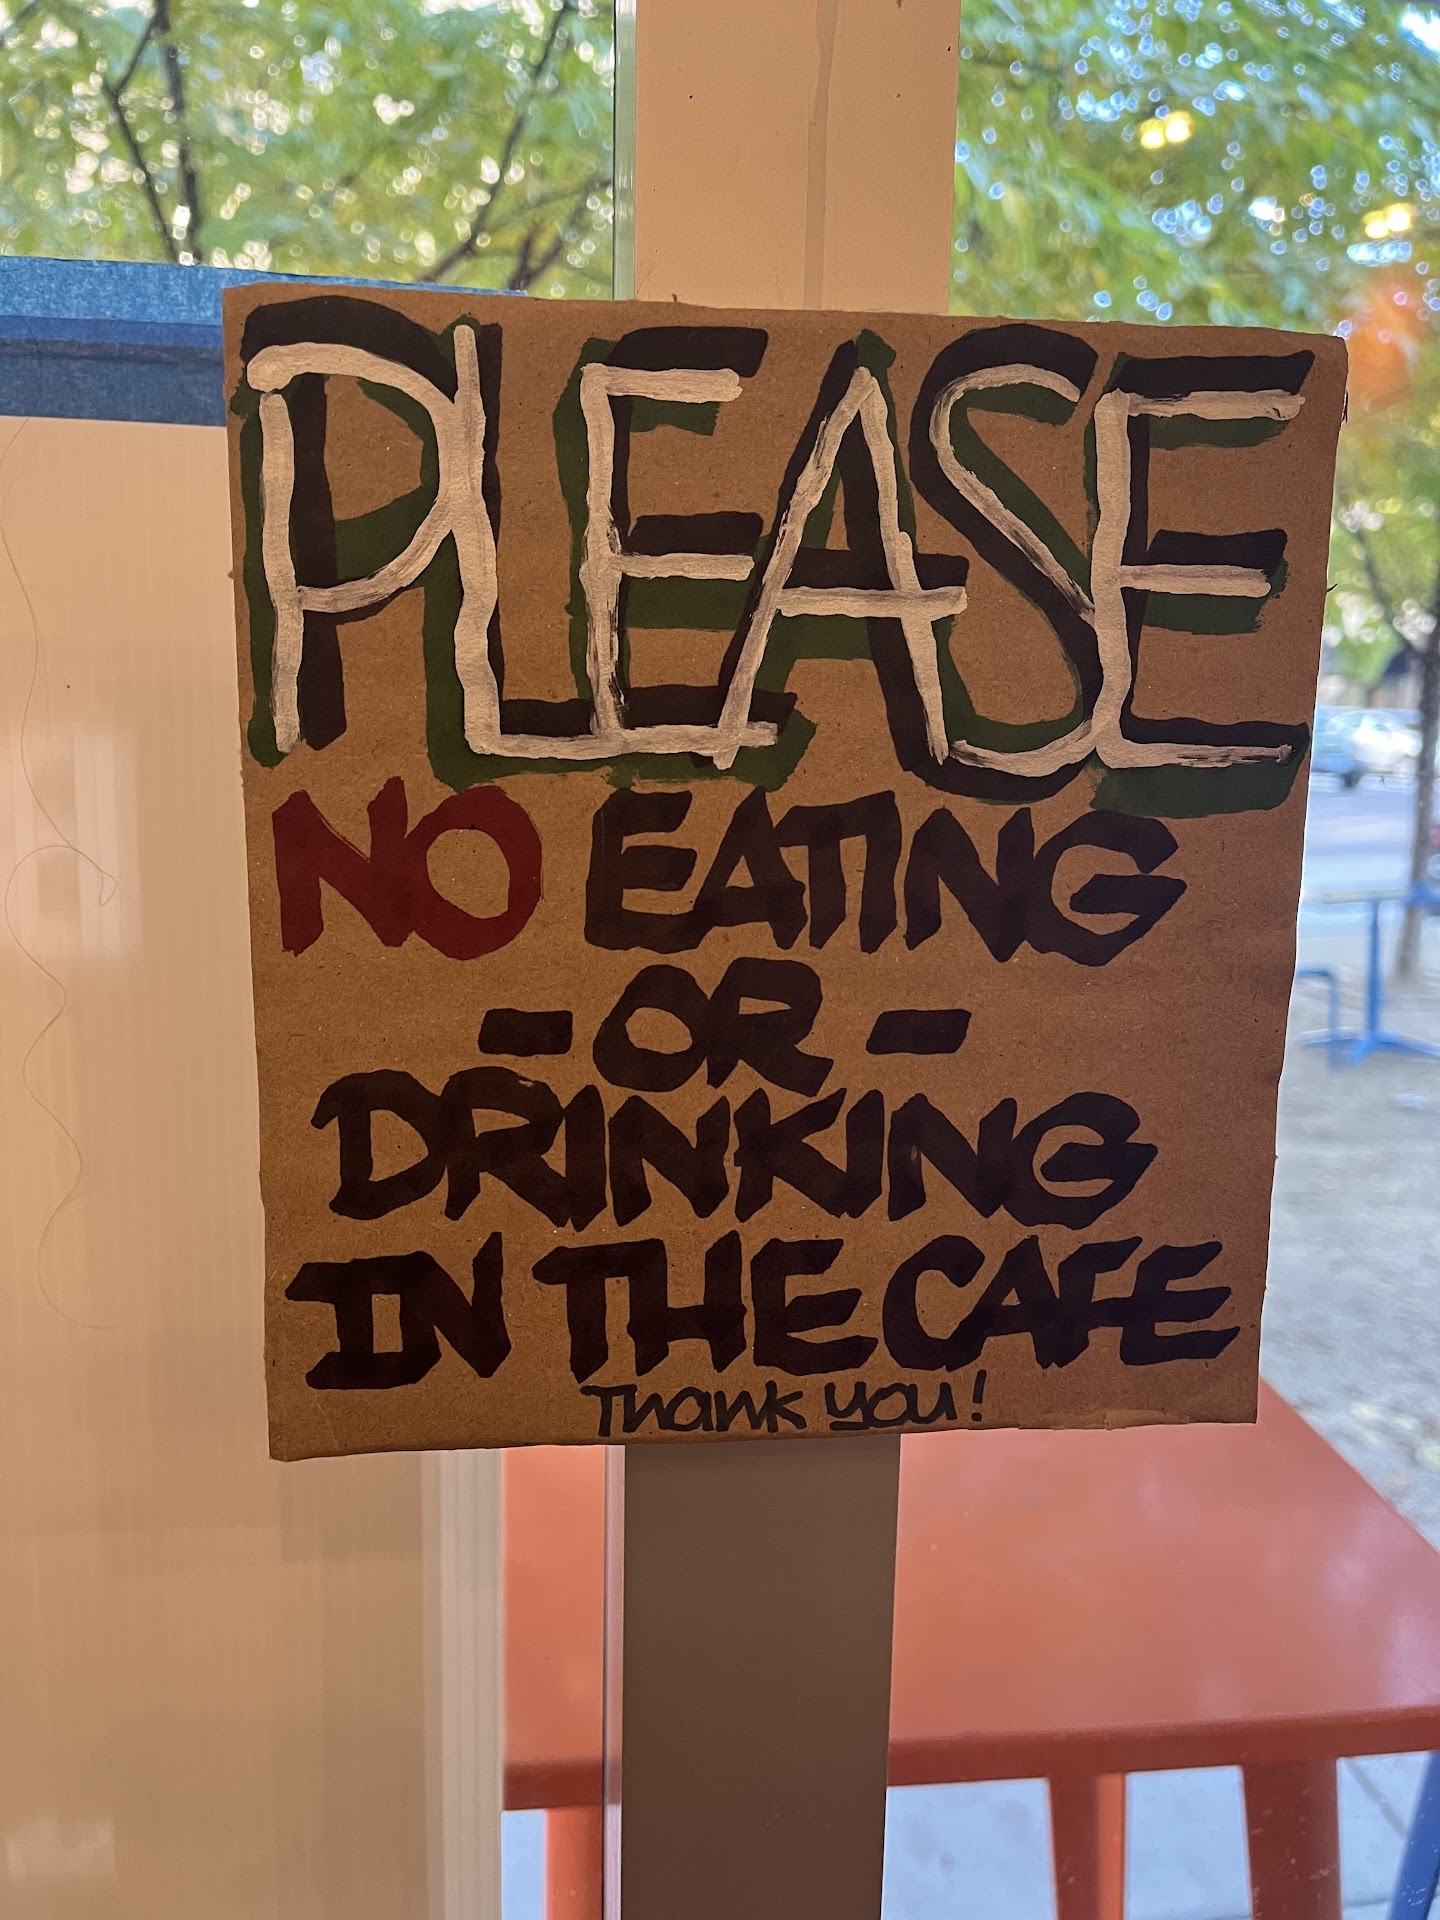 PLEASE
NO EATING
- OR -
DRINKING
IN THE CAFE
Thank you!